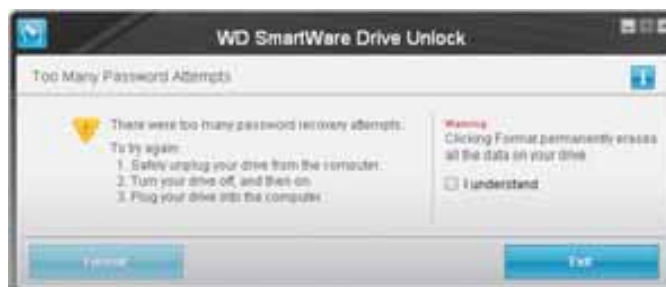 WD SmartWare Drive Unlock
Too Many Password Attempts
There were too many password recovery attempts.
To try again:
1. Safely unplug your drive from the computer.
2. Turn your drive off, and then on.
3. Plug your drive into the computer.
Warning
Clicking Format permanently erases
all the data on your drive
I understand
Format
Exit